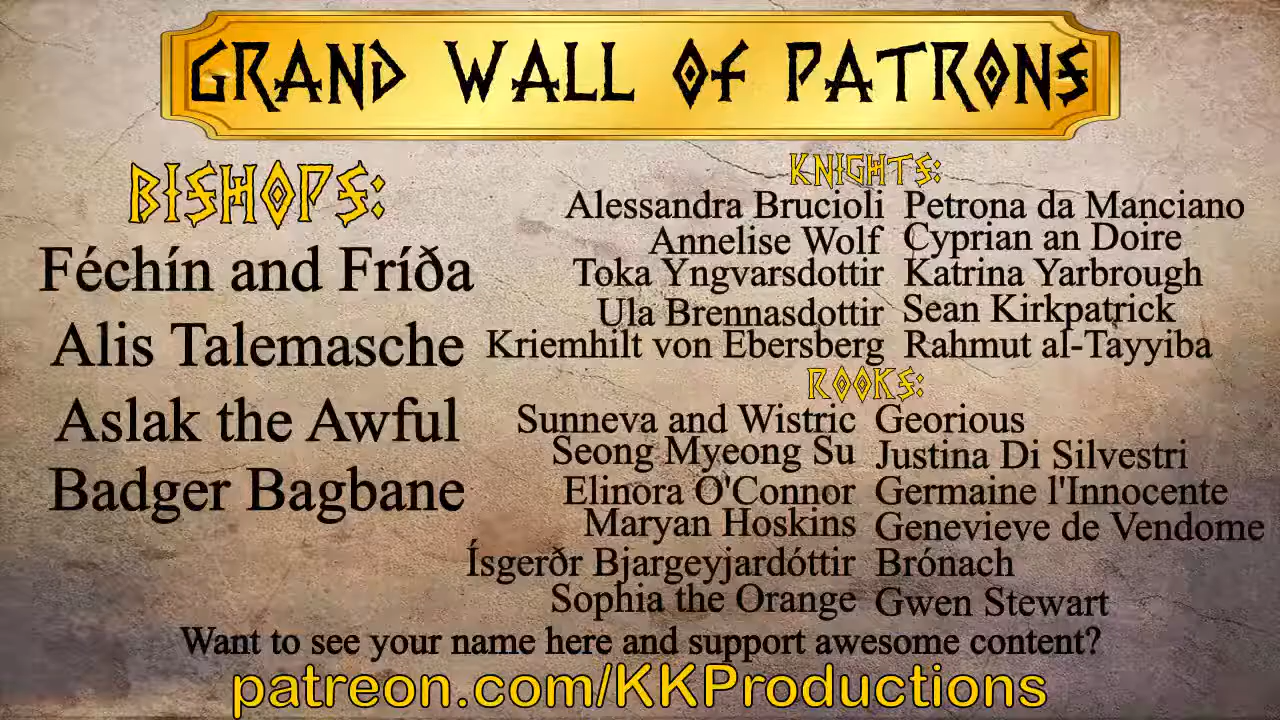 GRAND WALL OF PATRONS
BISHOPS:
Féchín and Fríða
Alis Talemasche
Aslak the Awful
Badger Bagbane
KNIGHTS:
Alessandra Brucioli Petrona da Manciano
Annelise Wolf Cyprian an Doire
Toka Yngvarsdottir Katrina Yarbrough
Ula Brennasdottir Sean Kirkpatrick
Kriemhilt von Ebersberg Rahmut al-Tayyiba
ROOKS:
Sunneva and Wistric Georious
Seong Myeong Su Justina Di Silvestri
Elinora O'Connor Germaine l'Innocente
Maryan Hoskins Genevieve de Vendome
Ísgerðr Bjargeyjardóttir Brónach
Sophia the Orange Gwen Stewart
Want to see your name here and support awesome content?
patreon.com/KKProductions